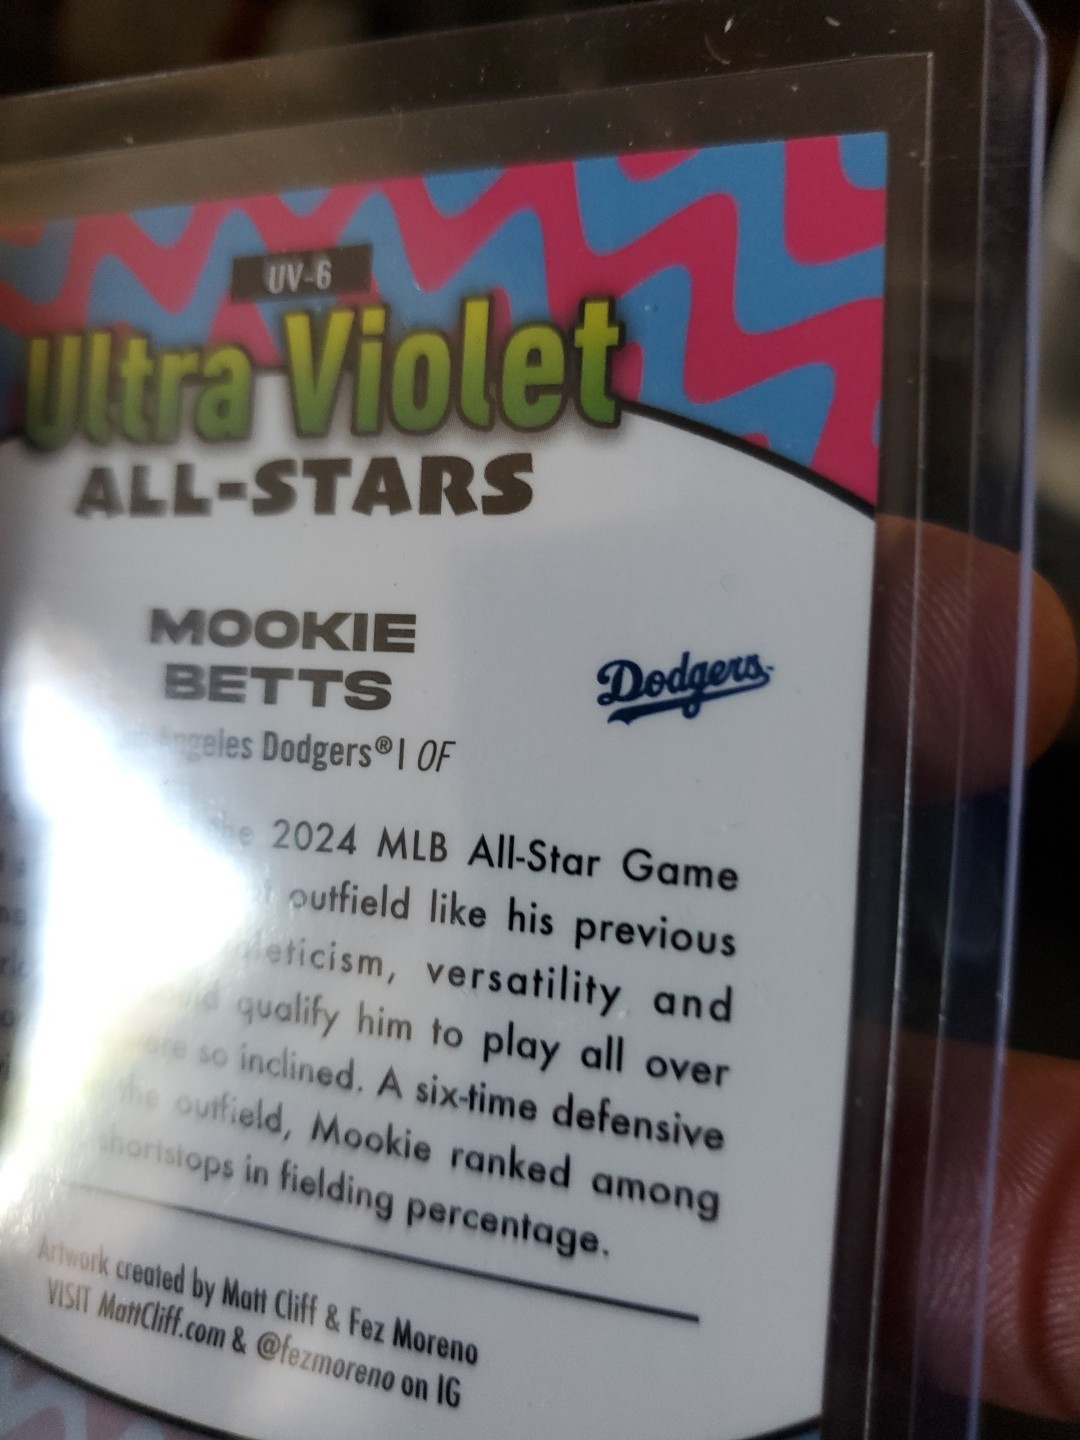 UV-6
Ultra Violet
ALL-STARS
MOOKIE
BETTS
Dodgers
Angeles Dodgers® | OF
2024 MLB All-Star Game
outfield like his previous
versatility and
qualify him to play all over
so inclined. A six-time defensive
the outfield, Mookie ranked among
shortstops in fielding percentage.
Artwork created by Matt Cliff & Fez Moreno
VISIT MattCliff.com & @fezmoreno on IG